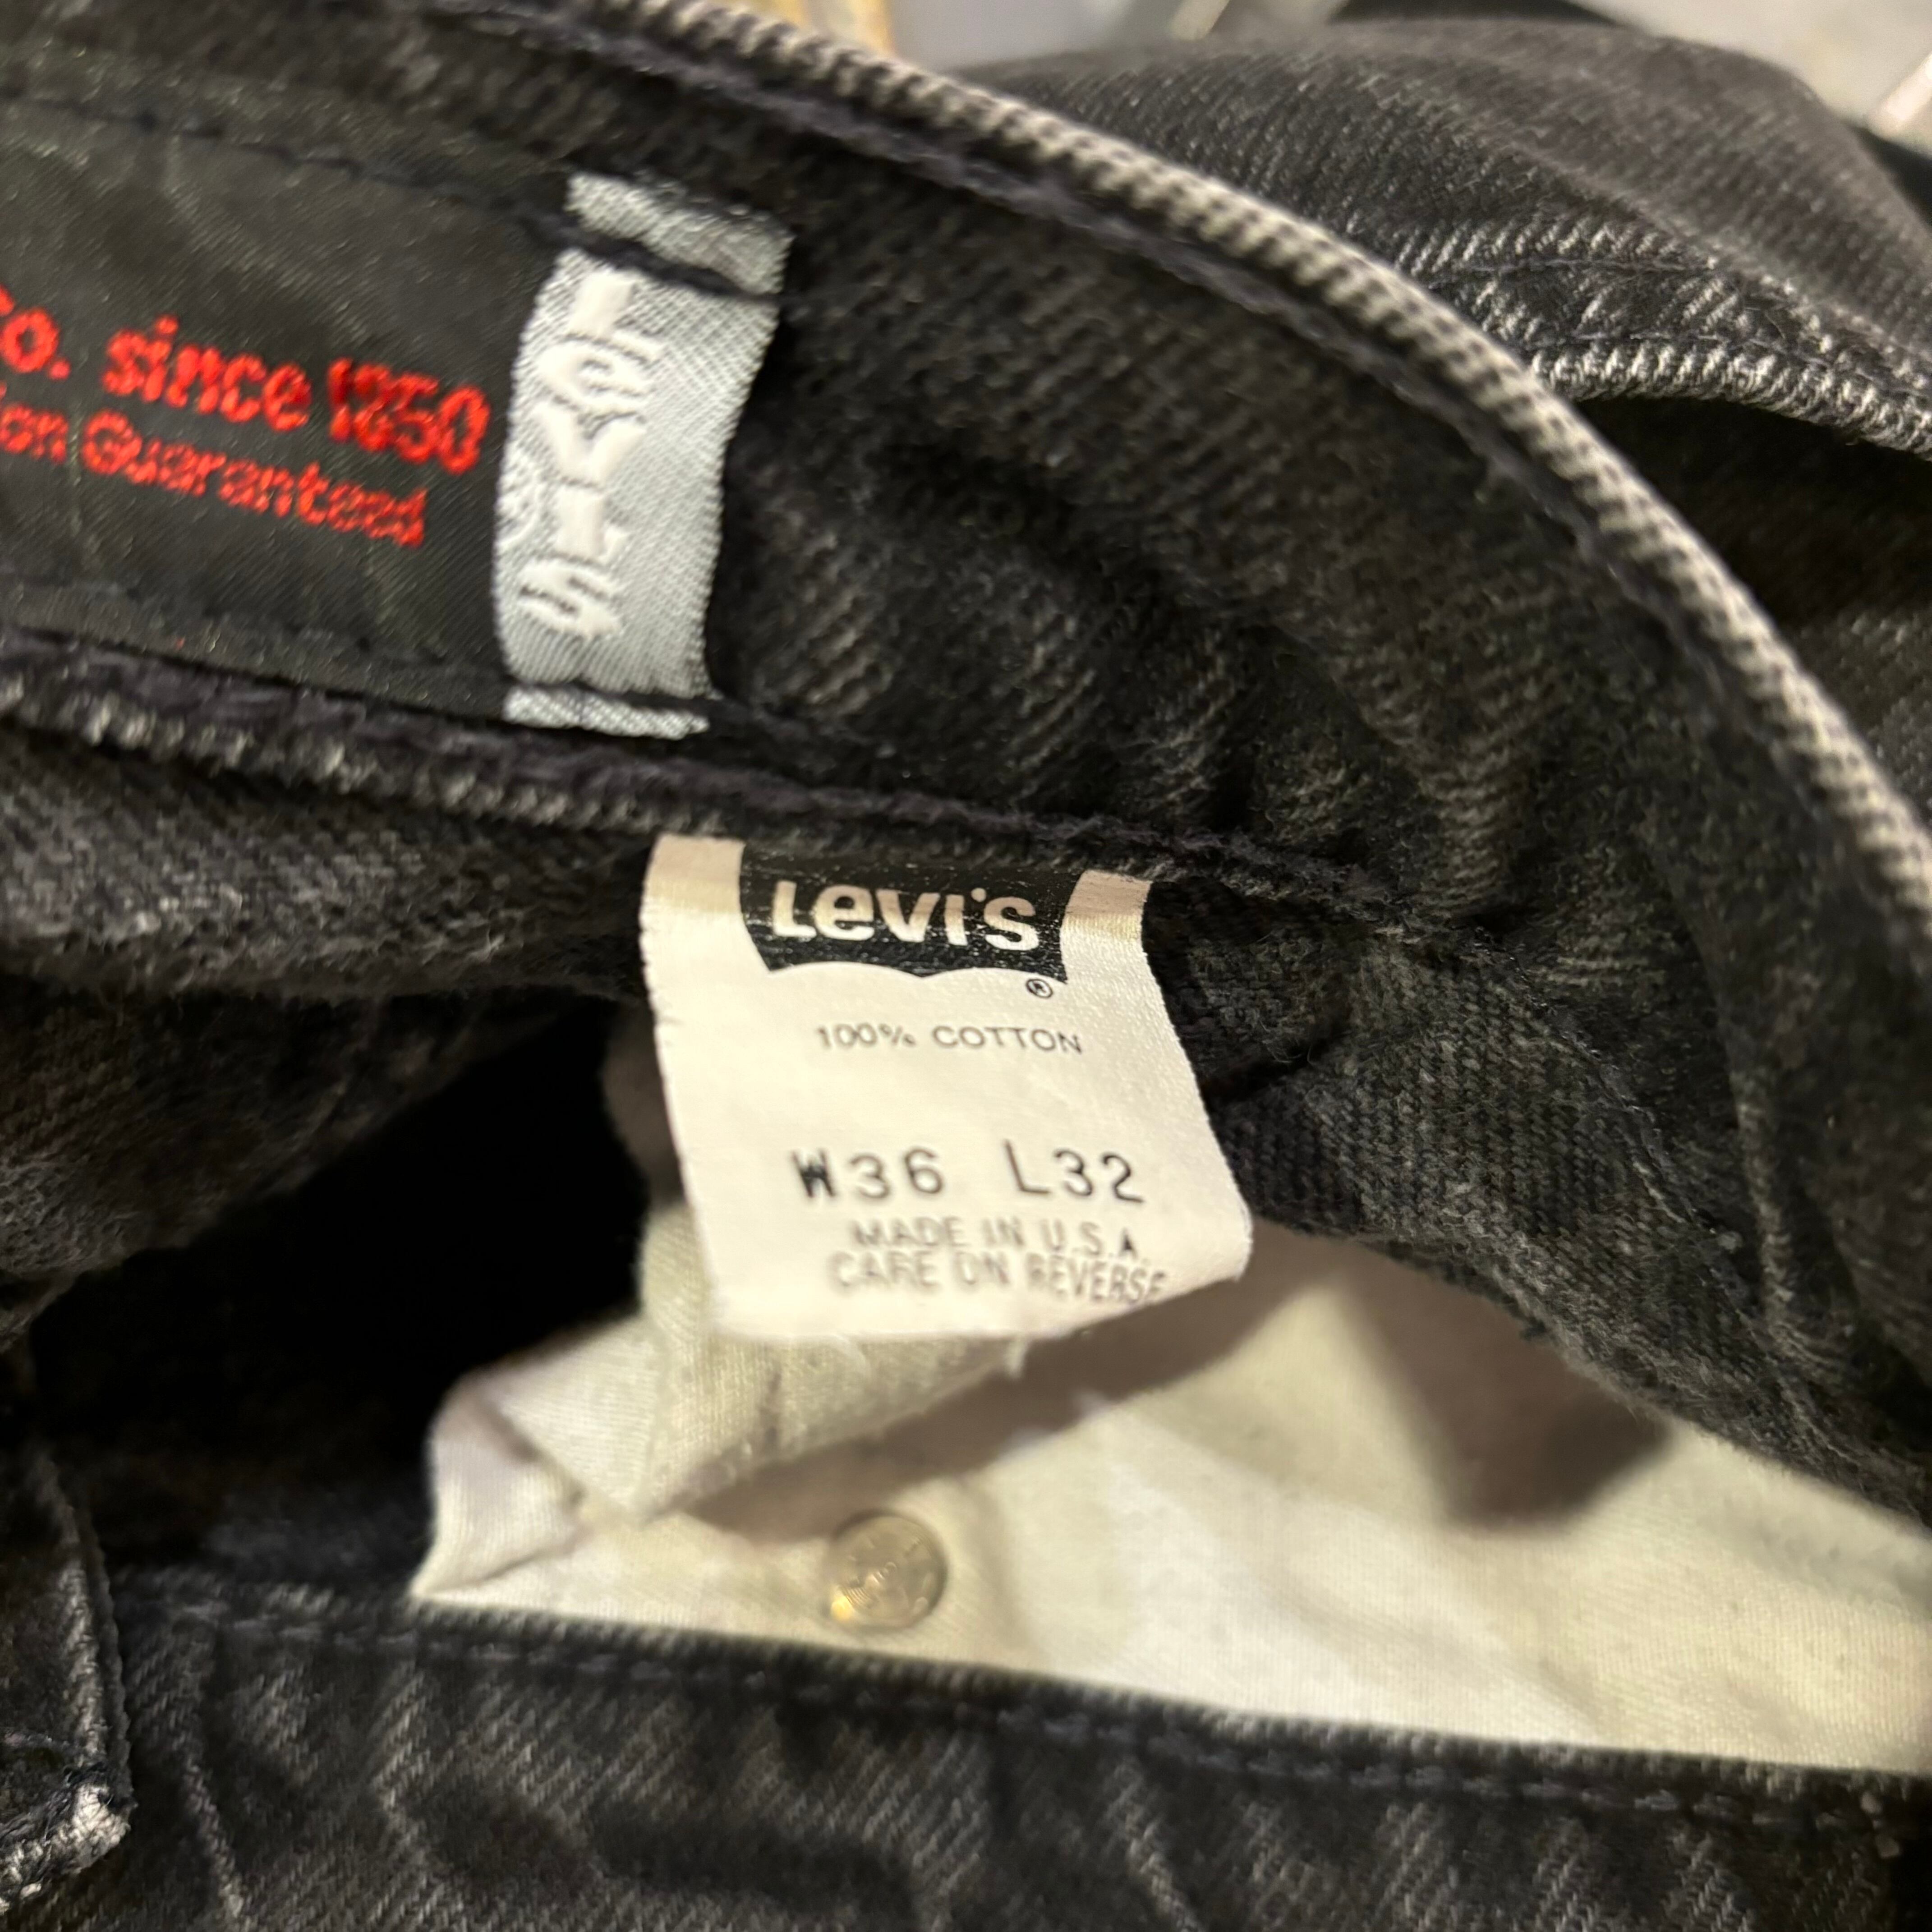 co. since 1850
ion Guaranteed
LEVI'S
Levi's
®
100% COTTON
W36 L32
MADE IN U.S.A.
CARE ON REVERSE